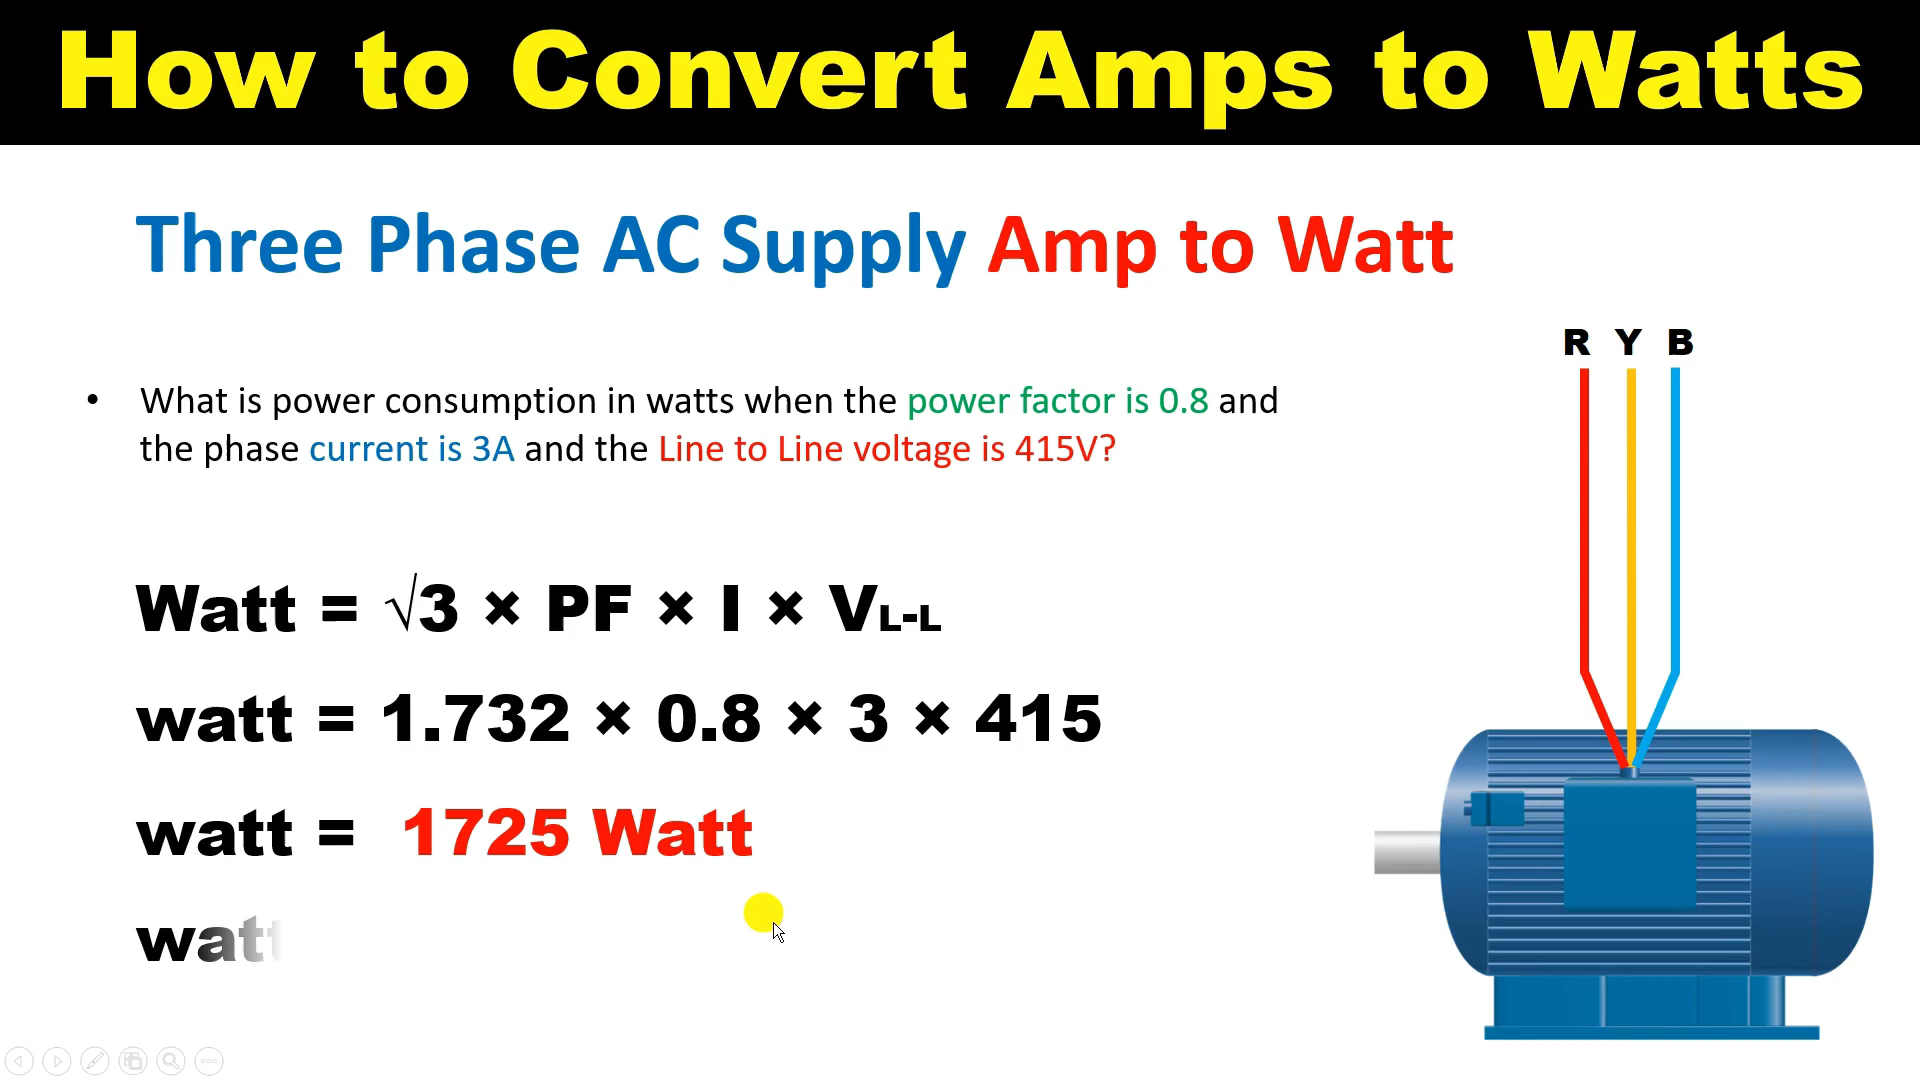 How to Convert Amps to Watts
Three Phase AC Supply Amp to Watt
R Y B
• What is power consumption in watts when the power factor is 0.8 and
the phase current is 3A and the Line to Line voltage is 415V?
Watt = √3 × PF × I × VL-L
watt = 1.732 × 0.8 × 3 × 415
watt = 1725 Watt
watt